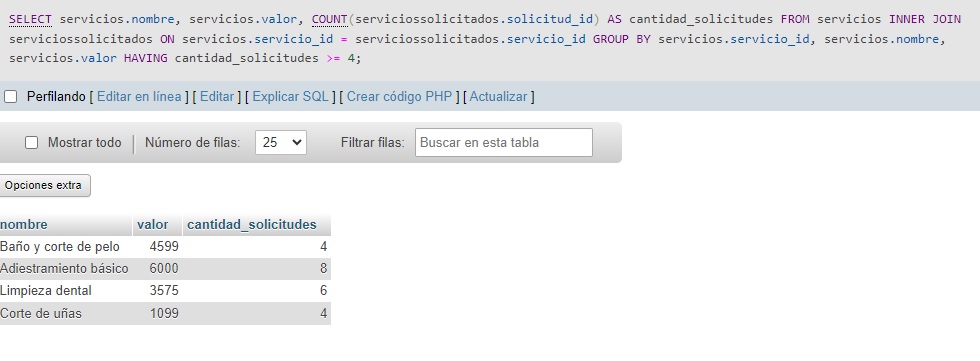 SELECT servicios.nombre, servicios.valor, COUNT(serviciossolicitados.solicitud_id) AS cantidad_solicitudes FROM servicios INNER JOIN
serviciossolicitados ON servicios.servicio_id = serviciossolicitados.servicio_id GROUP BY servicios.servicio_id, servicios.nombre,
servicios.valor HAVING cantidad_solicitudes >= 4;
Perfilando [ Editar en línea ] [ Editar ] [ Explicar SQL ] [ Crear código PHP ] [ Actualizar ]
Mostrar todo | Número de filas: 25 Filtrar filas: Buscar en esta tabla
Opciones extra
nombre valor cantidad_solicitudes
Baño y corte de pelo 4599 4
Adiestramiento básico 6000 8
Limpieza dental 3575 6
Corte de uñas 1099 4